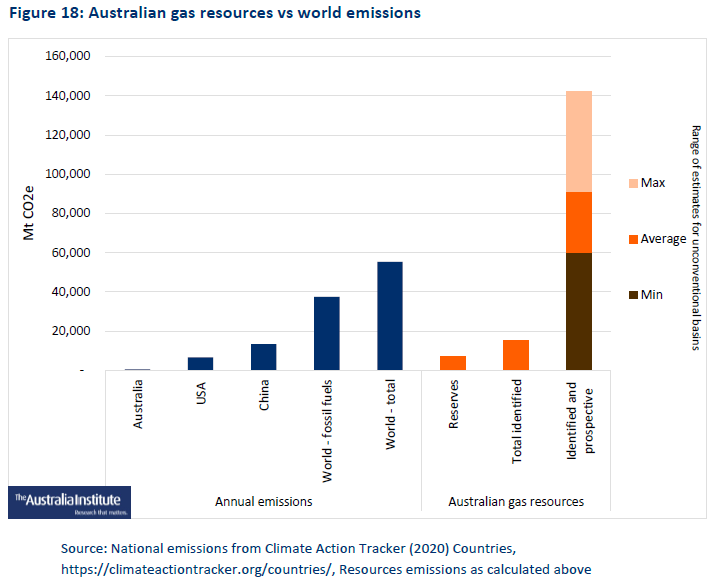 Figure 18: Australian gas resources vs world emissions
160,000
140,000
120,000
100,000
80,000
60,000
40,000
20,000
-
Mt CO2e
Australia
USA
China
World - fossil fuels
World - total
Reserves
Total identified
Identified and
prospective
Annual emissions
Australian gas resources
Max
Average
Min
Range of estimates for unconventional basins
The Australia Institute
Research that matters.
Source: National emissions from Climate Action Tracker (2020) Countries,
https://climateactiontracker.org/countries/, Resources emissions as calculated above